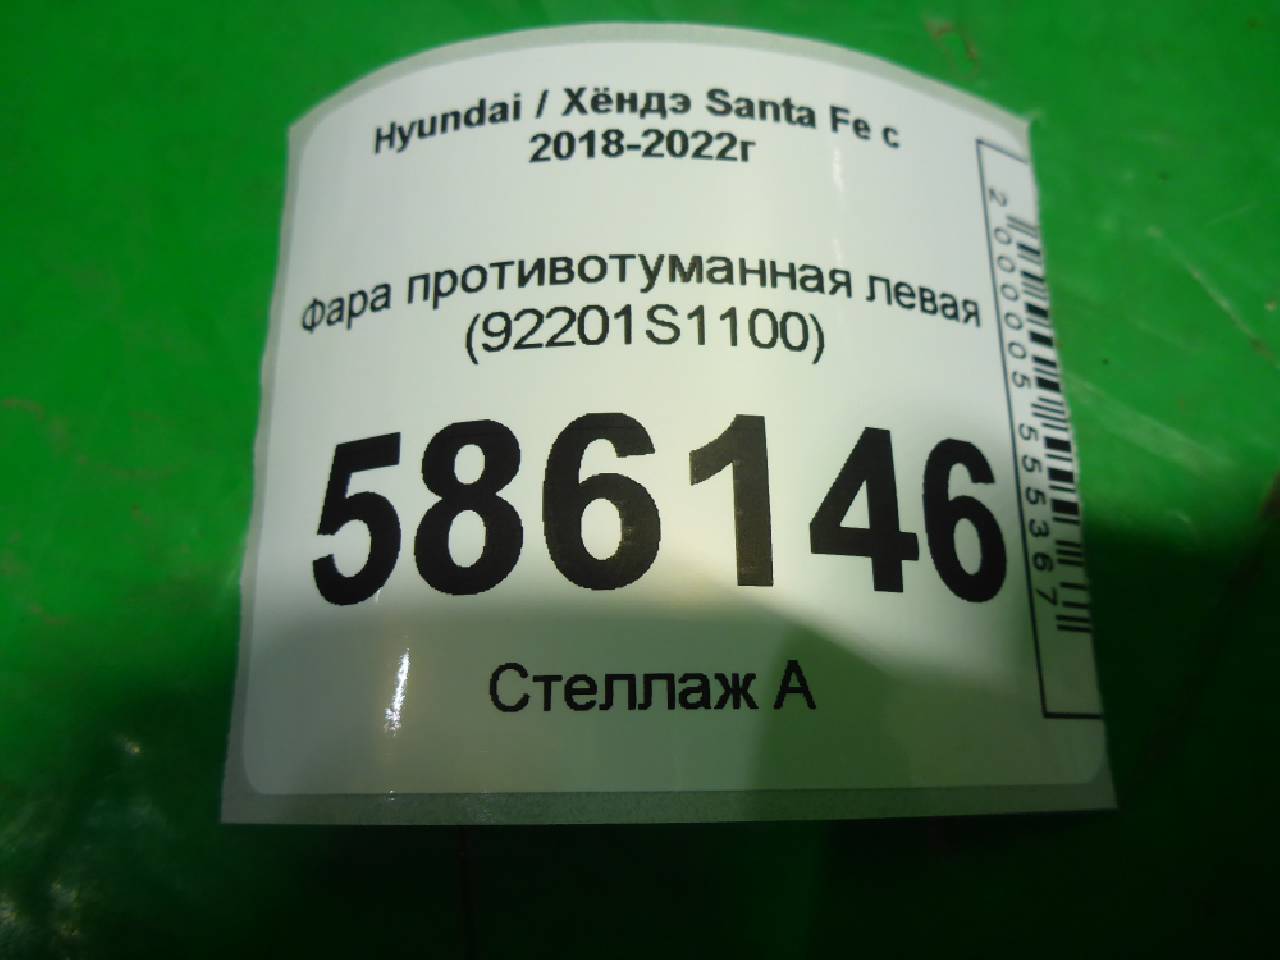 Hyundai / Хёндэ Santa Fe с
2018-2022г
Фара противотуманная левая
(92201S1100)
586146
Стеллаж А
2000005555367